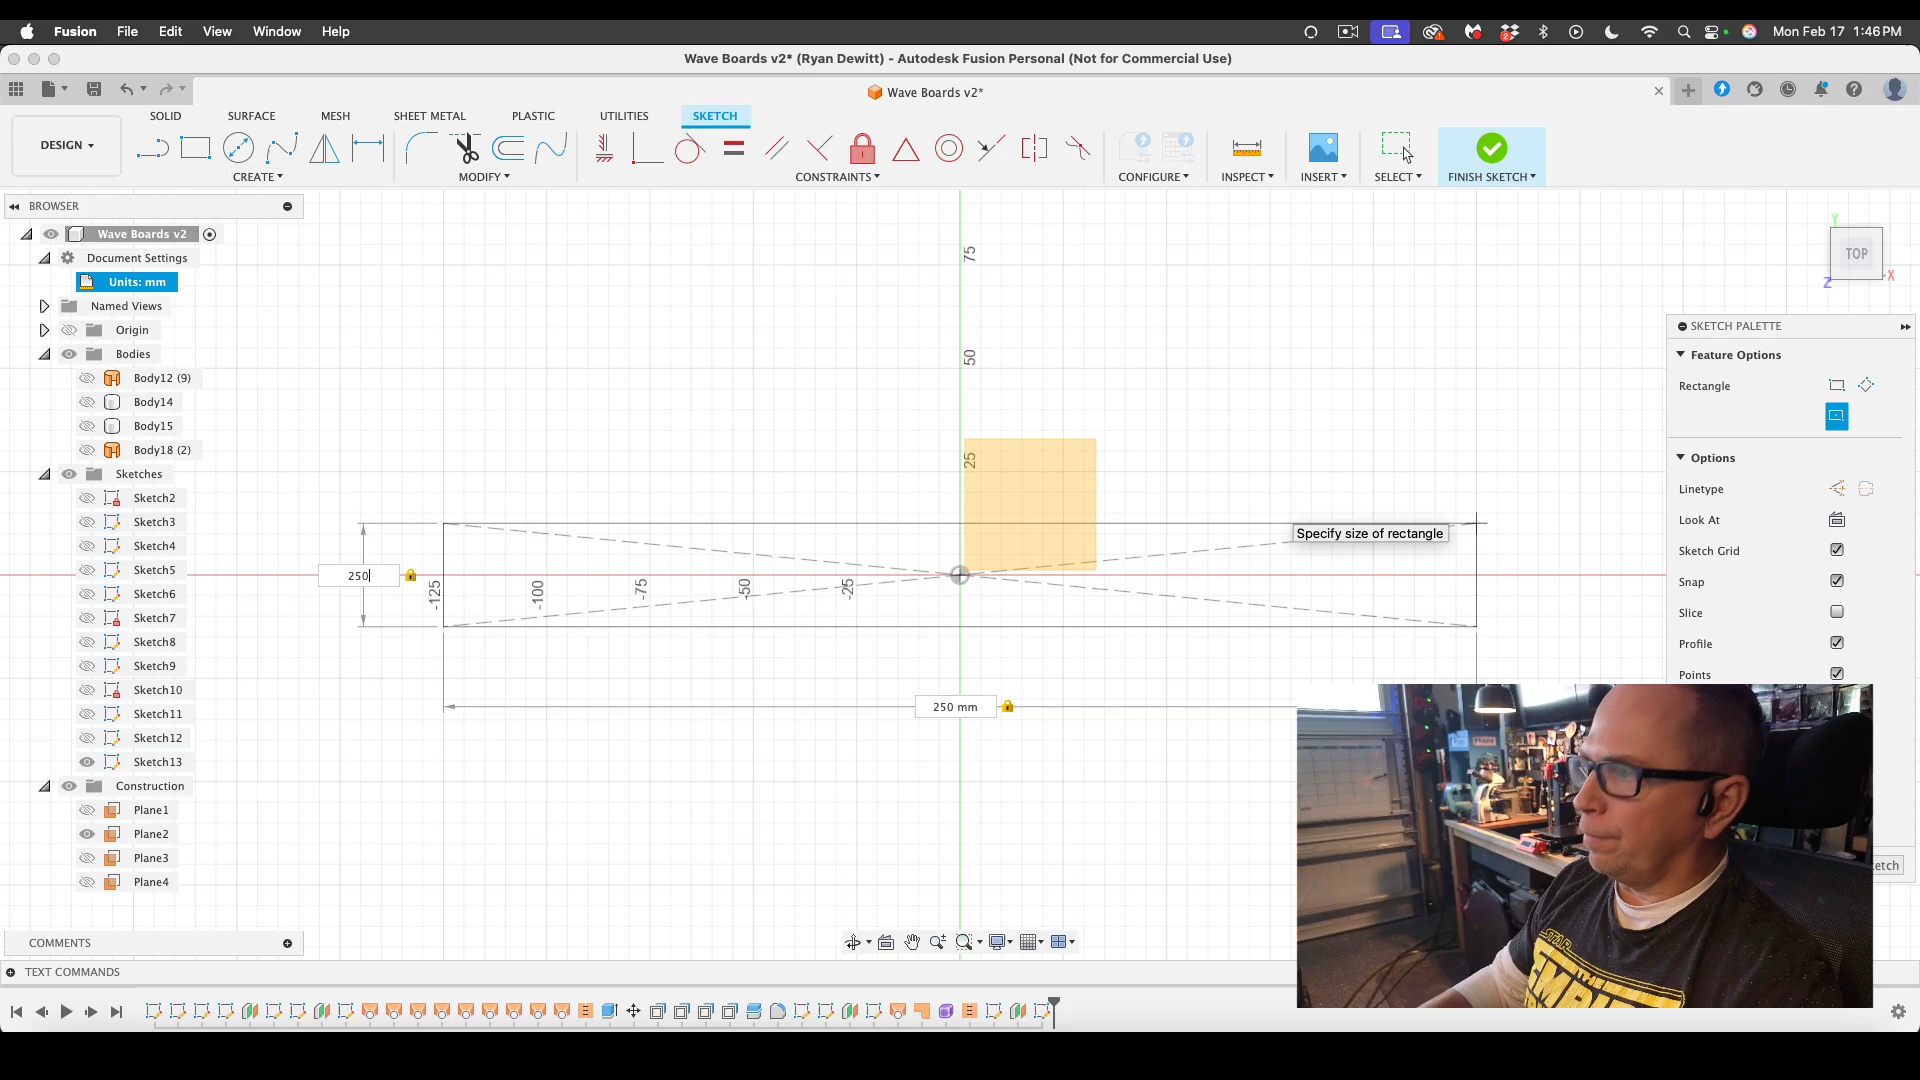 Fusion File Edit View Window Help
2
Mon Feb 17 1:46 PM
Wave Boards v2* (Ryan Dewitt) - Autodesk Fusion Personal (Not for Commercial Use)
Wave Boards v2*
SOLID SURFACE MESH SHEET METAL PLASTIC UTILITIES SKETCH
DESIGN
CREATE MODIFY CONSTRAINTS CONFIGURE INSPECT INSERT SELECT FINISH SKETCH
BROWSER
Wave Boards v2
Document Settings
Units: mm
Named Views
Origin
Bodies
Body12 (9)
Body14
Body15
Body18 (2)
Sketches
Sketch2
Sketch3
Sketch4
Sketch5
Sketch6
Sketch7
Sketch8
Sketch9
Sketch10
Sketch11
Sketch12
Sketch13
Construction
Plane1
Plane2
Plane3
Plane4
COMMENTS
TEXT COMMANDS
75
50
25
-125 -100 -75 -50 -25
250
250 mm
Specify size of rectangle
Y
TOP
X
Z
SKETCH PALETTE
Feature Options
Rectangle
Options
Linetype
Look At
Sketch Grid
Snap
Slice
Profile
Points
etch
STAR
EMPIRE